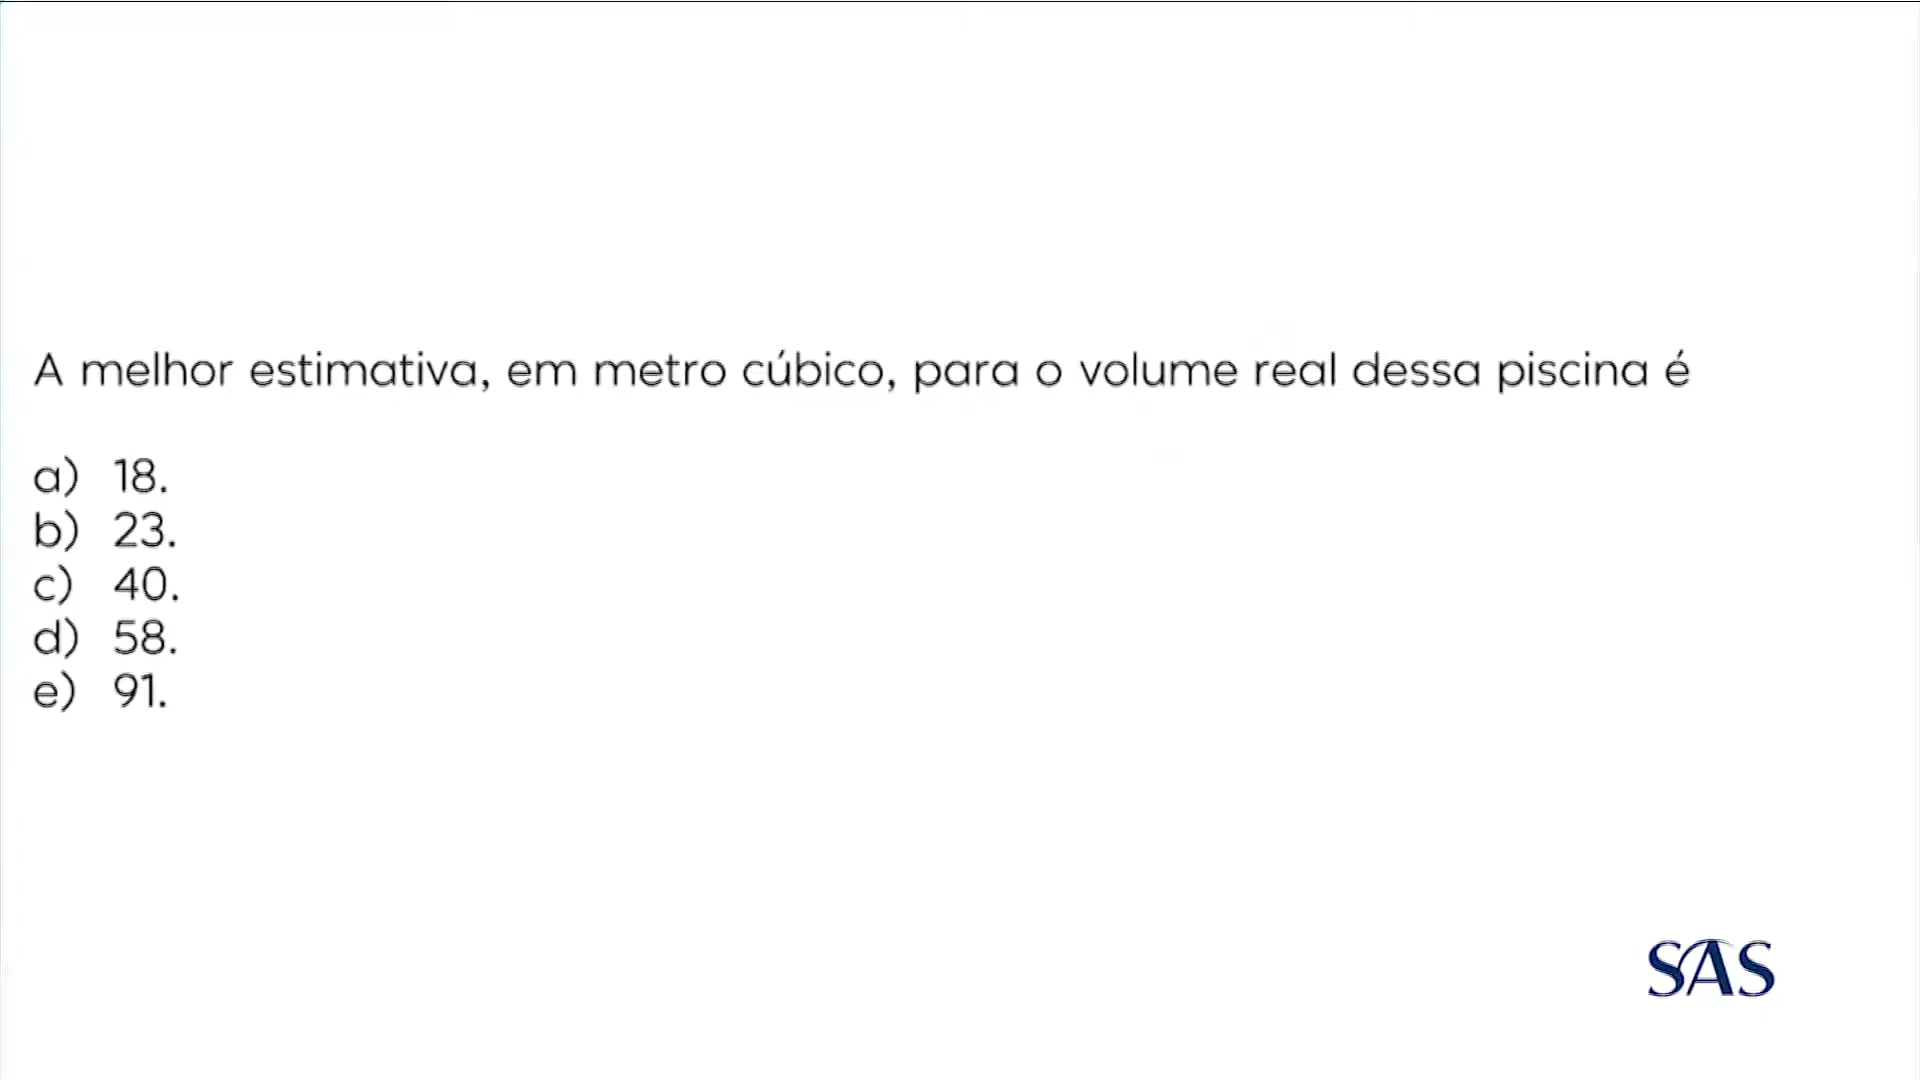 A melhor estimativa, em metro cúbico, para o volume real dessa piscina é
a) 18.
b) 23.
c) 40.
d) 58.
e) 91.
SAS